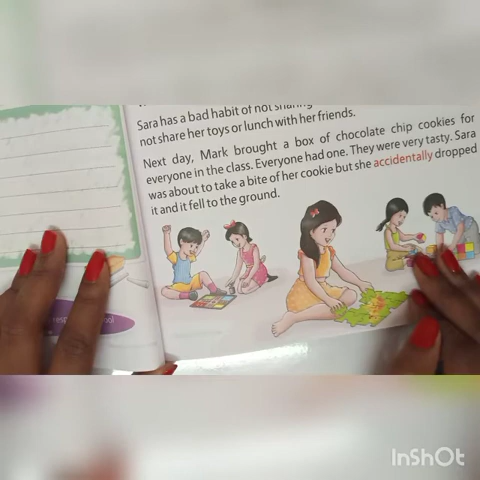 Sara has a bad habit of not sharing
not share her toys or lunch with her friends.
Next day, Mark brought a box of chocolate chip cookies for
everyone in the class. Everyone had one. They were very tasty. Sara
was about to take a bite of her cookie but she accidentally dropped
it and it fell to the ground.
InShOt